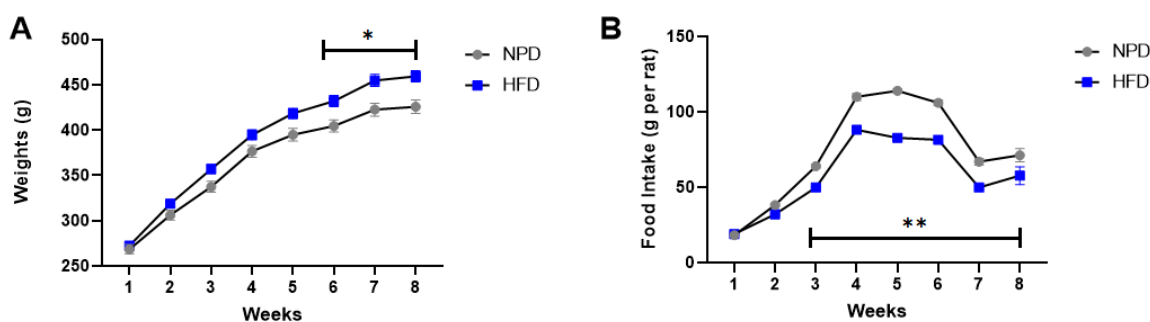 A
Weights (g)
500
450
400
350
300
250
*
NPD
HFD
1 2 3 4 5 6 7 8
Weeks
B
Food Intake (g per rat)
150
100
50
0
**
NPD
HFD
1 2 3 4 5 6 7 8
Weeks